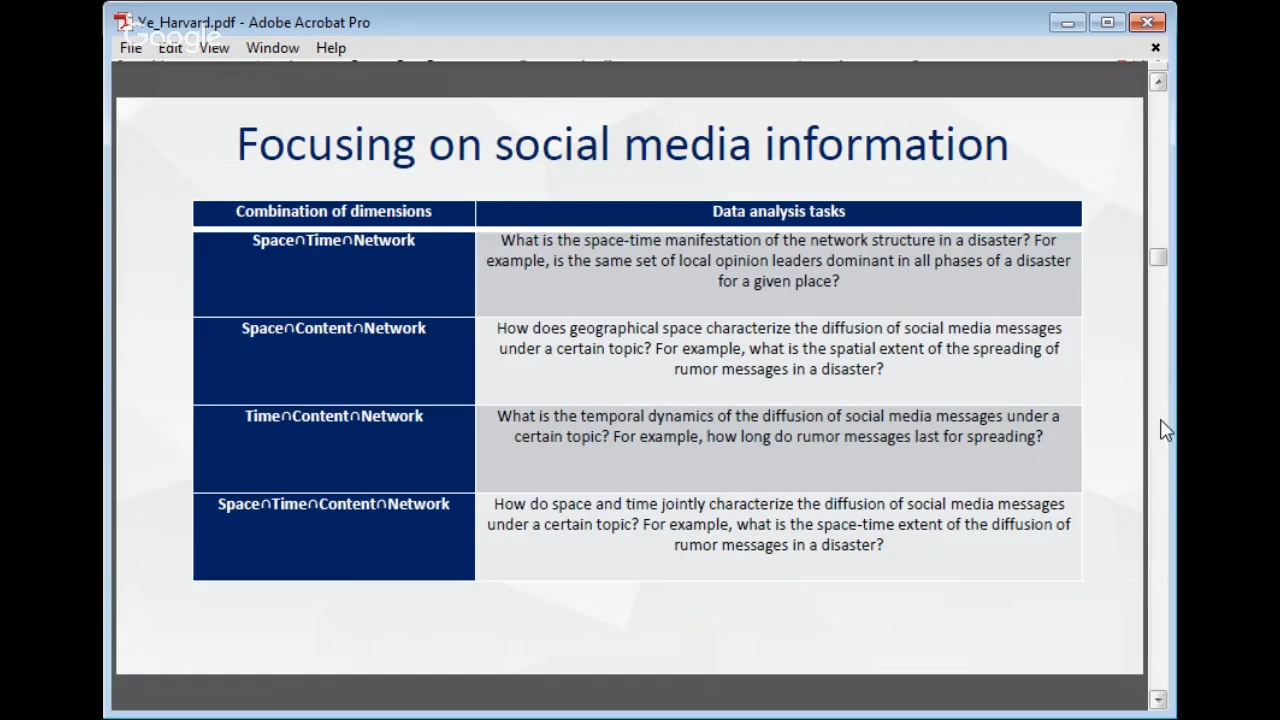 Ye_Harvard.pdf - Adobe Acrobat Pro
Google
File Edit View Window Help
Focusing on social media information
Combination of dimensions Data analysis tasks
Space∩Time∩Network
What is the space-time manifestation of the network structure in a disaster? For
example, is the same set of local opinion leaders dominant in all phases of a disaster
for a given place?
Space∩Content∩Network
How does geographical space characterize the diffusion of social media messages
under a certain topic? For example, what is the spatial extent of the spreading of
rumor messages in a disaster?
Time∩Content∩Network
What is the temporal dynamics of the diffusion of social media messages under a
certain topic? For example, how long do rumor messages last for spreading?
Space∩Time∩Content∩Network
How do space and time jointly characterize the diffusion of social media messages
under a certain topic? For example, what is the space-time extent of the diffusion of
rumor messages in a disaster?